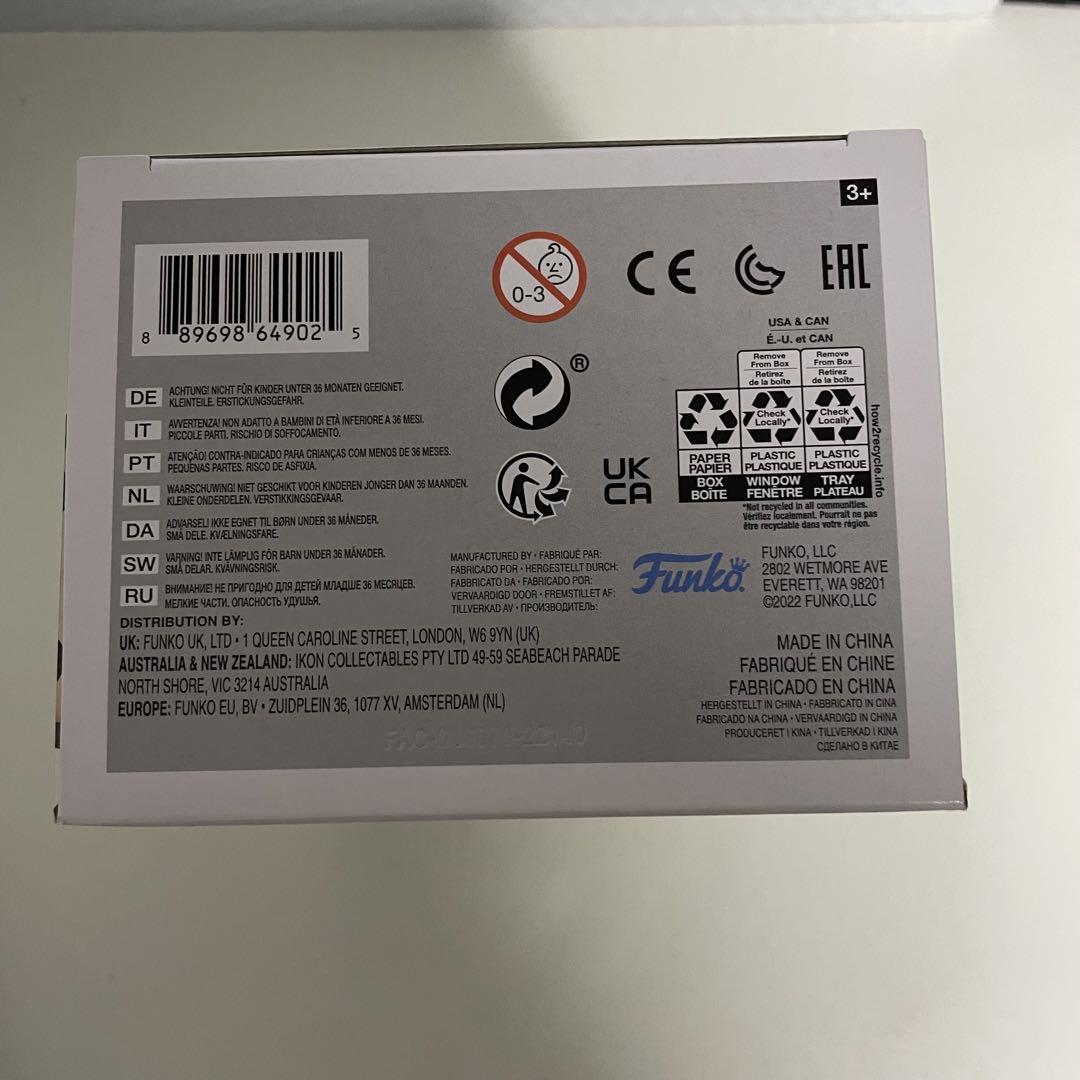 3+
8 89698 64902 5
0-3
CE
EAC
®
UK
CA
USA & CAN
É.-U. et CAN
Remove From Box
Retirez de la boîte
Remove From Box
Retirez de la boîte
Check Locally*
Check Locally*
PAPER
PAPIER
PLASTIC
PLASTIQUE
PLASTIC
PLASTIQUE
BOX
BOÎTE
WINDOW
FENÊTRE
TRAY
PLATEAU
how2recycle.info
*Not recycled in all communities.
Vérifiez localement. Pourrait ne pas
être recyclable dans votre région.
DE ACHTUNG! NICHT FÜR KINDER UNTER 36 MONATEN GEEIGNET.
KLEINTEILE. ERSTICKUNGSGEFAHR.
IT AVVERTENZA! NON ADATTO A BAMBINI DI ETÀ INFERIORE A 36 MESI.
PICCOLE PARTI. RISCHIO DI SOFFOCAMENTO.
PT ATENÇÃO! CONTRA-INDICADO PARA CRIANÇAS COM MENOS DE 36 MESES.
PEQUENAS PARTES. RISCO DE ASFIXIA.
NL WAARSCHUWING! NIET GESCHIKT VOOR KINDEREN JONGER DAN 36 MAANDEN.
KLEINE ONDERDELEN. VERSTIKKINGSGEVAAR.
DA ADVARSEL! IKKE EGNET TIL BØRN UNDER 36 MÅNEDER.
SMÅ DELE. KVÆLNINGSFARE.
SW VARNING! INTE LÄMPLIG FÖR BARN UNDER 36 MÅNADER.
SMÅ DELAR. KVÄVNINGSRISK.
RU ВНИМАНИЕ! НЕ ПРИГОДНО ДЛЯ ДЕТЕЙ МЛАДШЕ 36 МЕСЯЦЕВ.
МЕЛКИЕ ЧАСТИ. ОПАСНОСТЬ УДУШЬЯ.
MANUFACTURED BY • FABRIQUÉ PAR:
FABRICADO POR • HERGESTELLT DURCH:
FABBRICATO DA • FABRICADO POR:
VERVAARDIGD DOOR • FREMSTILLET AF:
TILLVERKAD AV • ПРОИЗВОДИТЕЛЬ:
Funko.
FUNKO, LLC
2802 WETMORE AVE
EVERETT, WA 98201
©2022 FUNKO,LLC
DISTRIBUTION BY:
UK: FUNKO UK, LTD • 1 QUEEN CAROLINE STREET, LONDON, W6 9YN (UK)
AUSTRALIA & NEW ZEALAND: IKON COLLECTABLES PTY LTD 49-59 SEABEACH PARADE
NORTH SHORE, VIC 3214 AUSTRALIA
EUROPE: FUNKO EU, BV • ZUIDPLEIN 36, 1077 XV, AMSTERDAM (NL)
MADE IN CHINA
FABRIQUÉ EN CHINE
FABRICADO EN CHINA
HERGESTELLT IN CHINA • FABBRICATO IN CINA
FABRICADO NA CHINA • VERVAARDIGD IN CHINA
PRODUCERET I KINA • TILLVERKAD I KINA
СДЕЛАНО В КИТАЕ